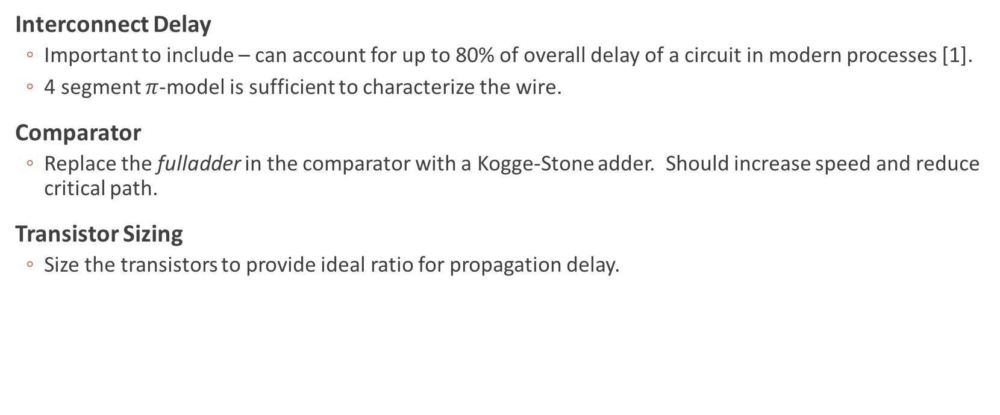 Interconnect Delay
◦ Important to include – can account for up to 80% of overall delay of a circuit in modern processes [1].
◦ 4 segment 𝜋-model is sufficient to characterize the wire.
Comparator
◦ Replace the fulladder in the comparator with a Kogge-Stone adder.  Should increase speed and reduce
critical path.
Transistor Sizing
◦ Size the transistors to provide ideal ratio for propagation delay.